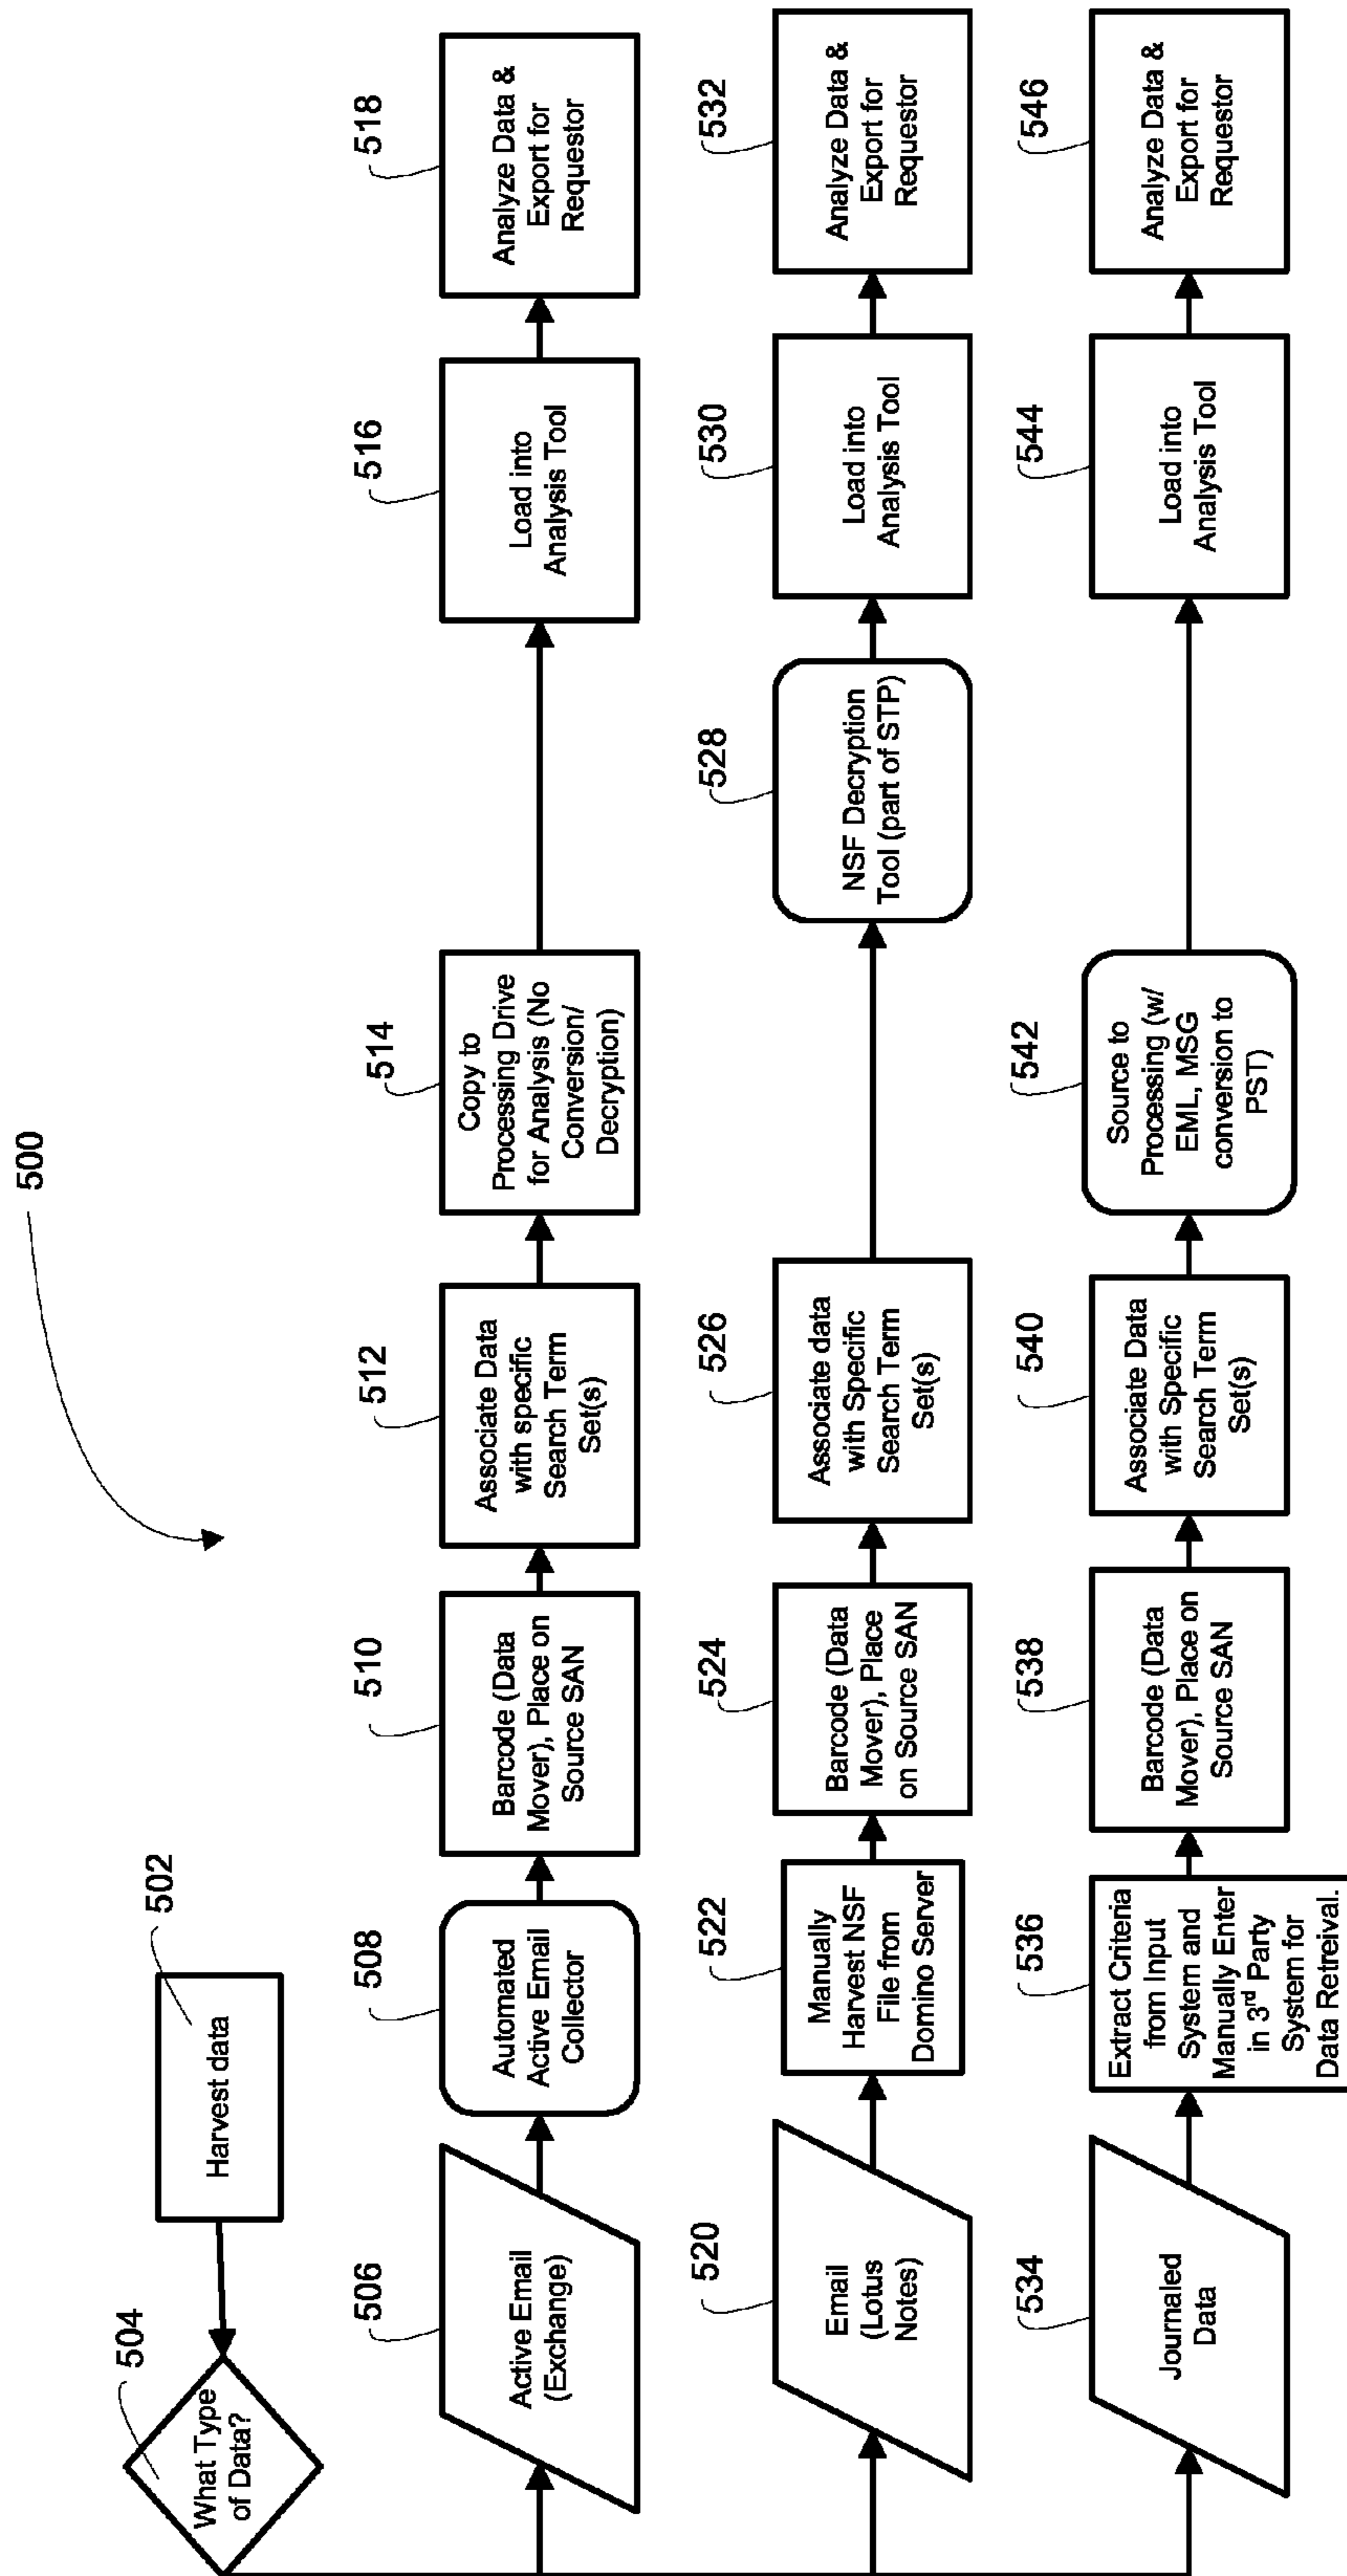 500
502
Harvest data
504
What Type
of Data?
506
Active Email
(Exchange)
508
Automated
Active Email
Collector
510
Barcode (Data
Mover), Place on
Source SAN
512
Associate Data
with specific
Search Term
Set(s)
514
Copy to
Processing Drive
for Analysis (No
Conversion/
Decryption)
516
Load into
Analysis Tool
518
Analyze Data &
Export for
Requestor
520
Email
(Lotus
Notes)
522
Manually
Harvest NSF
File from
Domino Server
524
Barcode (Data
Mover), Place
on Source SAN
526
Associate data
with Specific
Search Term
Set(s)
528
NSF Decryption
Tool (part of STP)
530
Load into
Analysis Tool
532
Analyze Data &
Export for
Requestor
534
Journaled
Data
536
Extract Criteria
from Input
System and
Manually Enter
in 3rd Party
System for
Data Retreival.
538
Barcode (Data
Mover), Place on
Source SAN
540
Associate Data
with Specific
Search Term
Set(s)
542
Source to
Processing (w/
EML, MSG
conversion to
PST)
544
Load into
Analysis Tool
546
Analyze Data &
Export for
Requestor